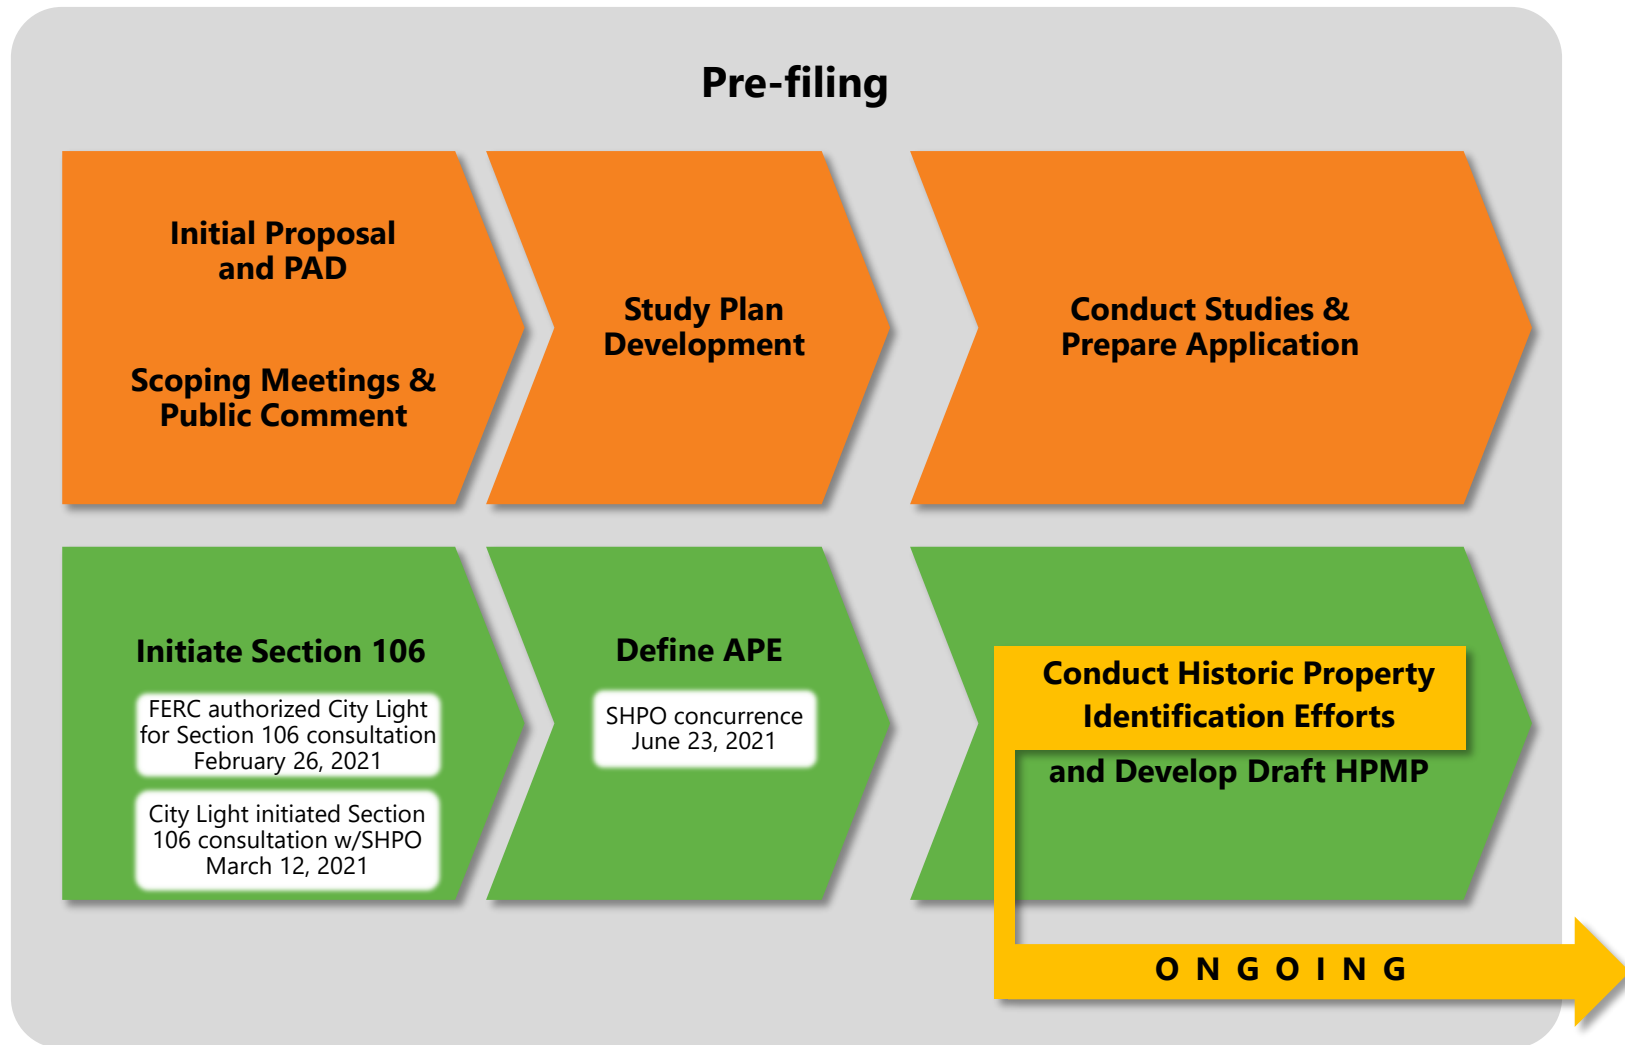 Pre-filing
Initial Proposal
and PAD
Scoping Meetings &
Public Comment
Study Plan
Development
Conduct Studies &
Prepare Application
Initiate Section 106
FERC authorized City Light
for Section 106 consultation
February 26, 2021
City Light initiated Section
106 consultation w/SHPO
March 12, 2021
Define APE
SHPO concurrence
June 23, 2021
Conduct Historic Property
Identification Efforts
and Develop Draft HPMP
ONGOING